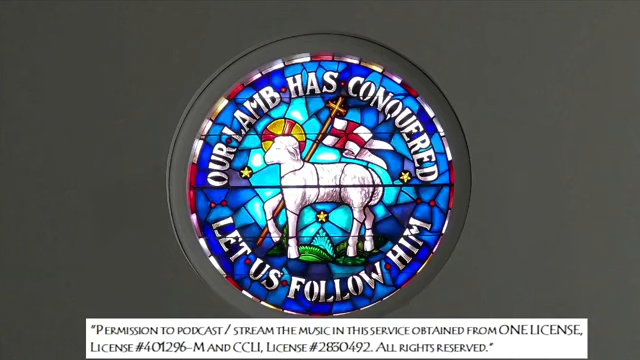 OUR LAMB HAS CONQUERED
LET US FOLLOW HIM
"PERMISSION TO PODCAST / STREAM THE MUSIC IN THIS SERVICE OBTAINED FROM ONE LICENSE,
LICENSE #401296-M AND CCLI, LICENSE #2830492. ALL RIGHTS RESERVED."